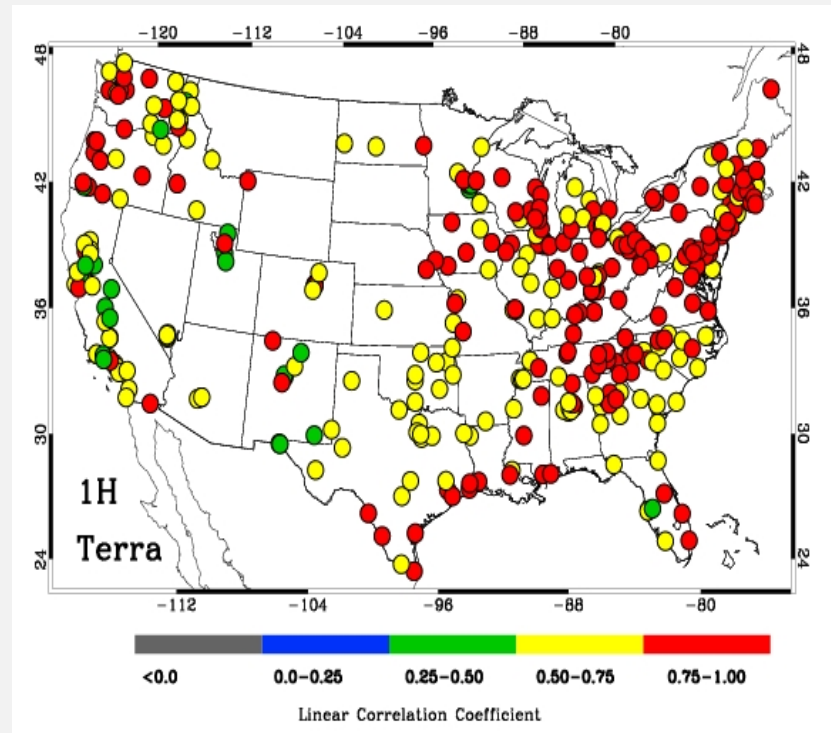 -120 -112 -104 -96 -88 -80
48 48
42 42
36 36
30 30
24 24
1H
Terra
-112 -104 -96 -88 -80
<0.0 0.0-0.25 0.25-0.50 0.50-0.75 0.75-1.00
Linear Correlation Coefficient